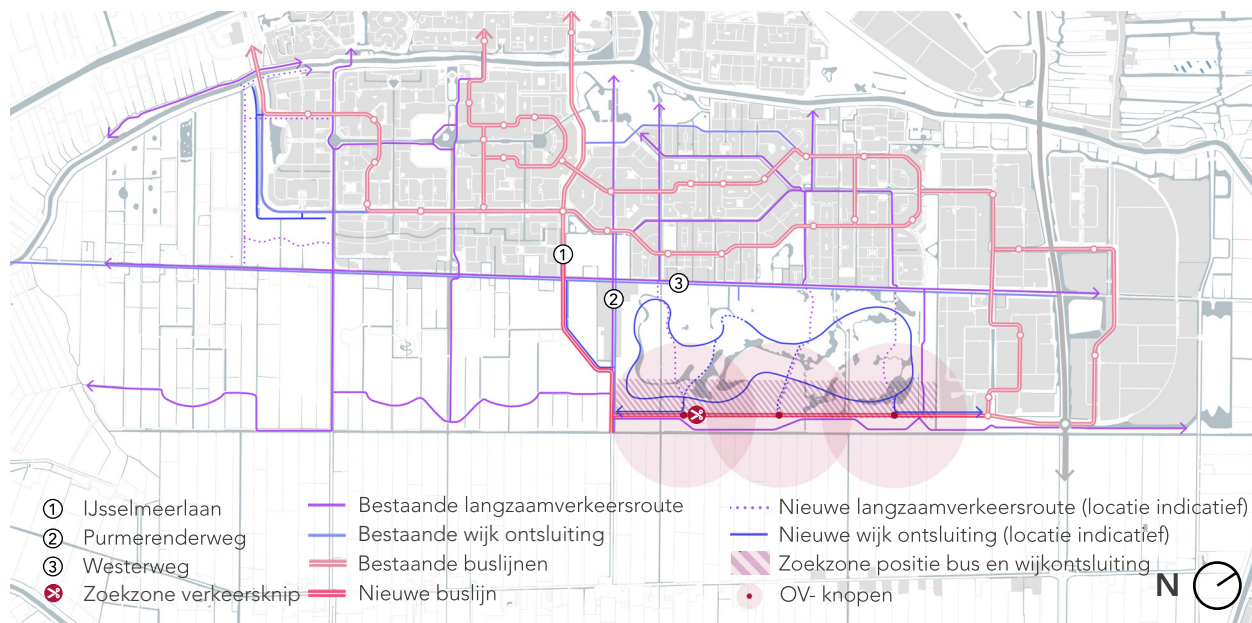 1
2
3
1 IJsselmeerlaan
2 Purmerenderweg
3 Westerweg
Zoekzone verkeersknip
Bestaande langzaamverkeersroute
Bestaande wijk ontsluiting
Bestaande buslijnen
Nieuwe buslijn
Nieuwe langzaamverkeersroute (locatie indicatief)
Nieuwe wijk ontsluiting (locatie indicatief)
Zoekzone positie bus en wijkontsluiting
OV- knopen
N